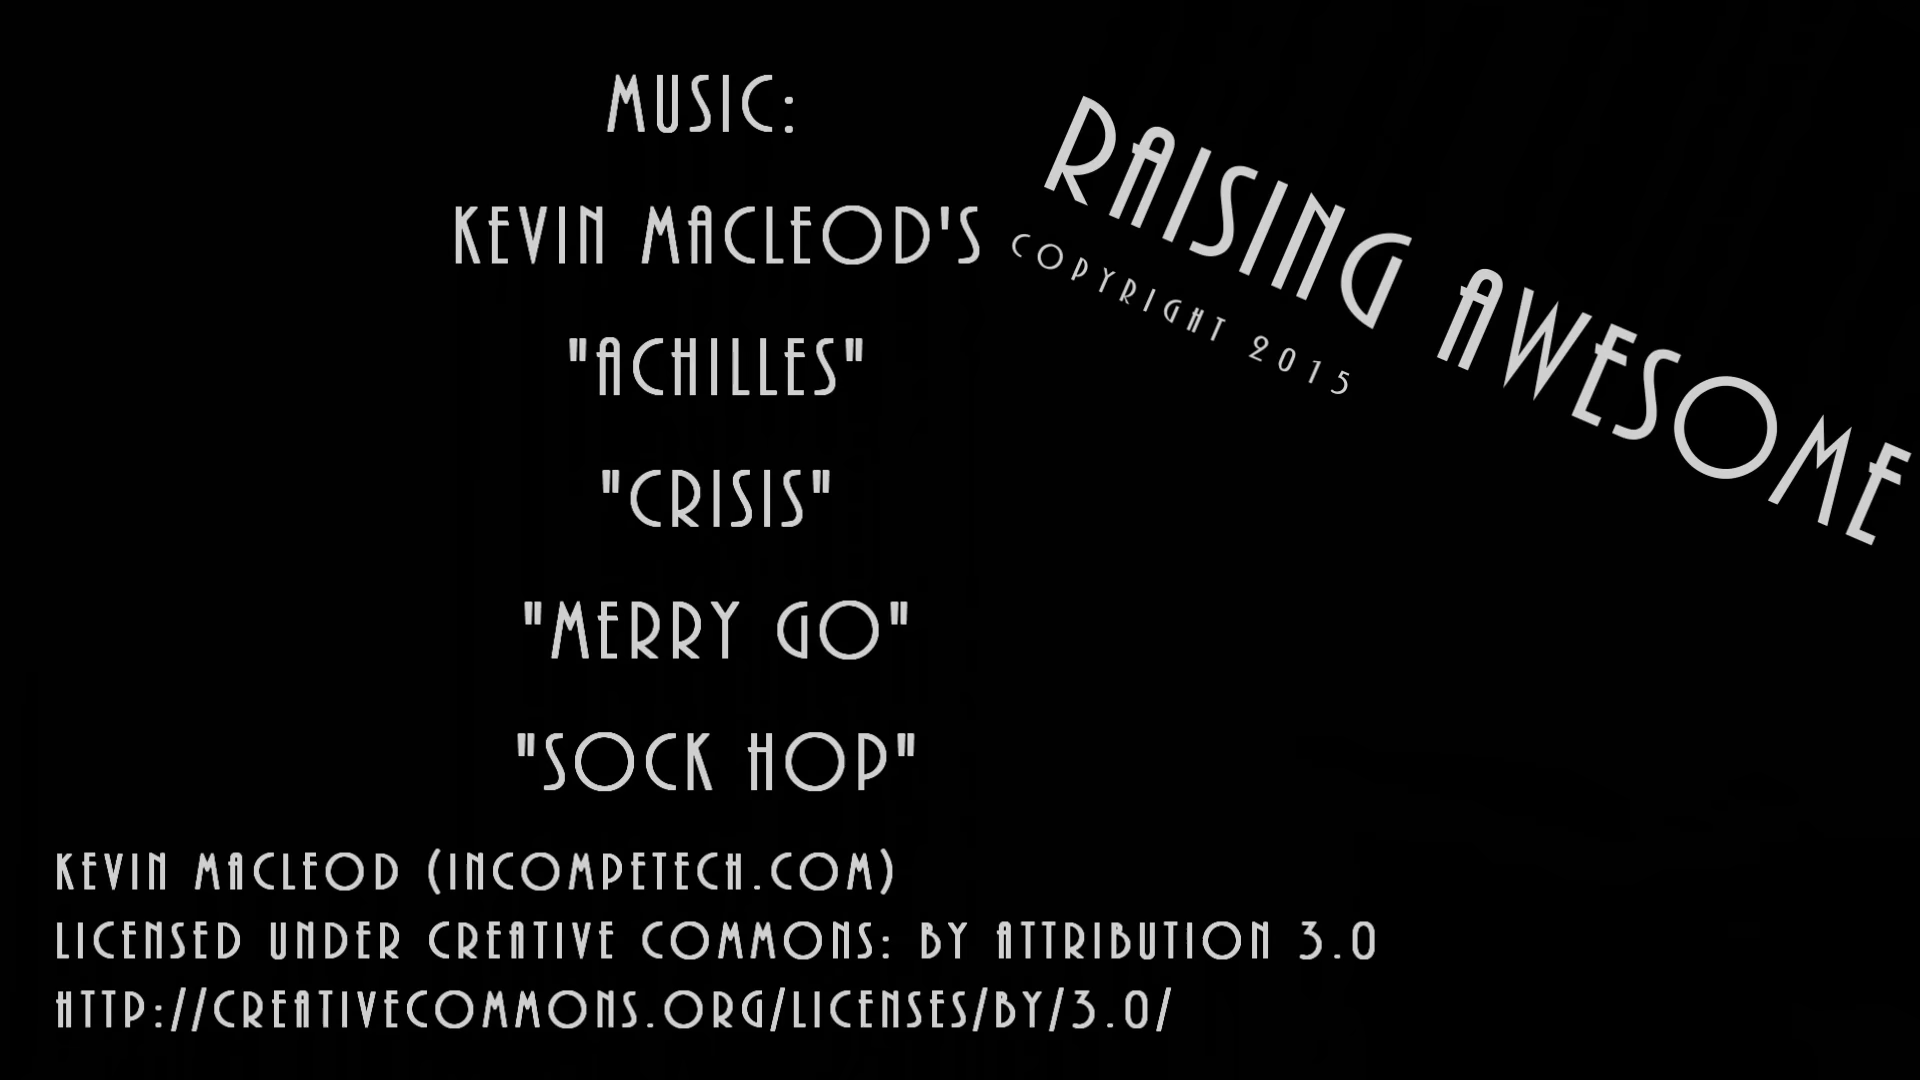 MUSIC:
KEVIN MACLEOD'S
"ACHILLES"
"CRISIS"
"MERRY GO"
"SOCK HOP"
KEVIN MACLEOD (INCOMPETECH.COM)
LICENSED UNDER CREATIVE COMMONS: BY ATTRIBUTION 3.0
HTTP://CREATIVECOMMONS.ORG/LICENSES/BY/3.0/
RAISING AWESOME
COPYRIGHT 2015